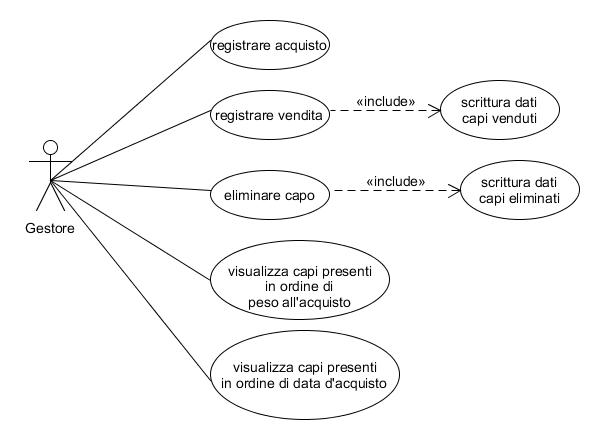 registrare acquisto
registrare vendita
«include»
scrittura dati
capi venduti
eliminare capo
«include»
scrittura dati
capi eliminati
Gestore
visualizza capi presenti
in ordine di
peso all'acquisto
visualizza capi presenti
in ordine di data d'acquisto